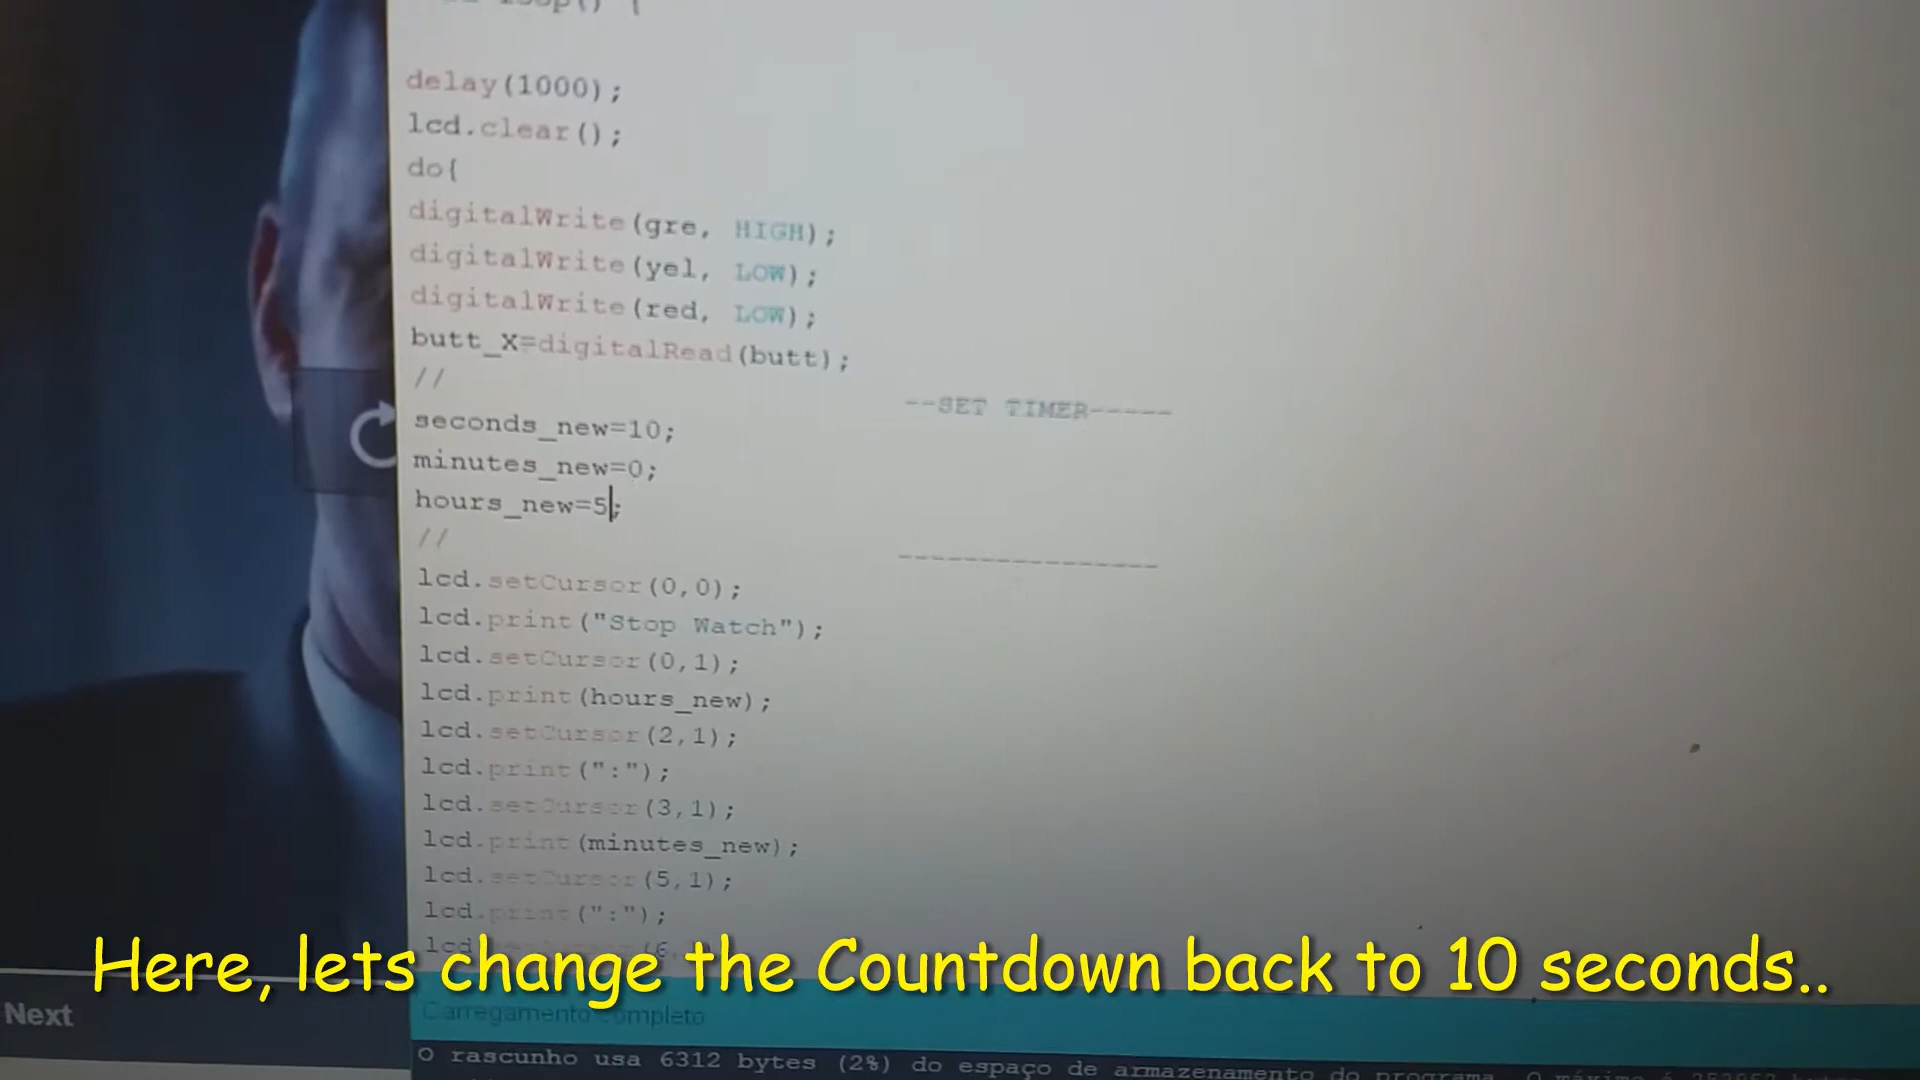 loop() {
delay(1000);
lcd.clear();
do{
digitalWrite(gre, HIGH);
digitalWrite(yel, LOW);
digitalWrite(red, LOW);
butt_X=digitalRead(butt);
// --SET TIMER-----
seconds_new=10;
minutes_new=0;
hours_new=5;
// ----------------
lcd.setCursor(0,0);
lcd.print("Stop Watch");
lcd.setCursor(0,1);
lcd.print(hours_new);
lcd.setCursor(2,1);
lcd.print(":");
lcd.setCursor(3,1);
lcd.print(minutes_new);
lcd.setCursor(5,1);
lcd.print(":");
Here, lets change the Countdown back to 10 seconds..
Next
Carregamento completo
O rascunho usa 6312 bytes (2%) do espaço de armazenamento do programa. O máximo é